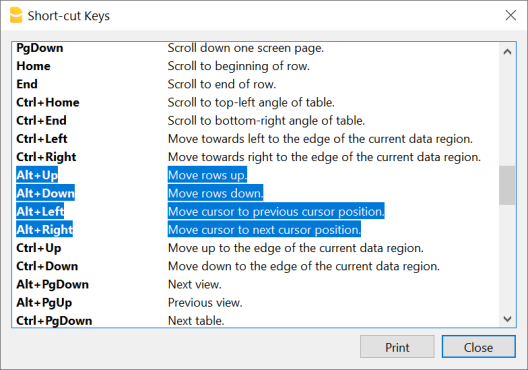 Short-cut Keys
PgDown Scroll down one screen page.
Home Scroll to beginning of row.
End Scroll to end of row.
Ctrl+Home Scroll to top-left angle of table.
Ctrl+End Scroll to bottom-right angle of table.
Ctrl+Left Move towards left to the edge of the current data region.
Ctrl+Right Move towards right to the edge of the current data region.
Alt+Up Move rows up.
Alt+Down Move rows down.
Alt+Left Move cursor to previous cursor position.
Alt+Right Move cursor to next cursor position.
Ctrl+Up Move up to the edge of the current data region.
Ctrl+Down Move down to the edge of the current data region.
Alt+PgDown Next view.
Alt+PgUp Previous view.
Ctrl+PgDown Next table.
Print Close